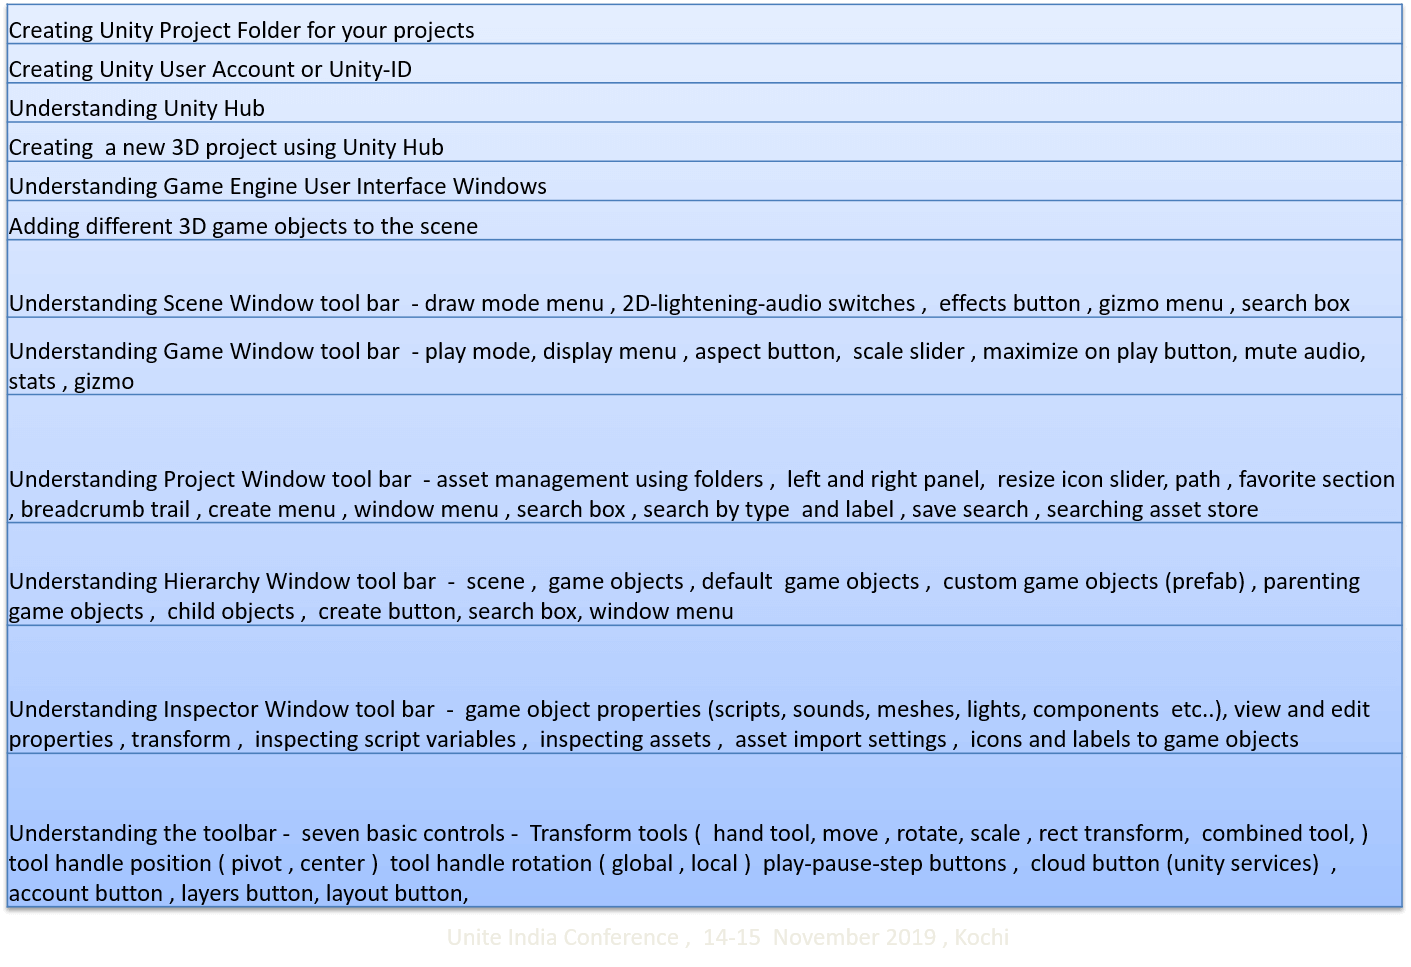 Creating Unity Project Folder for your projects
Creating Unity User Account or Unity-ID
Understanding Unity Hub
Creating  a new 3D project using Unity Hub
Understanding Game Engine User Interface Windows
Adding different 3D game objects to the scene
Understanding Scene Window tool bar  - draw mode menu , 2D-lightening-audio switches ,  effects button , gizmo menu , search box
Understanding Game Window tool bar  - play mode, display menu , aspect button,  scale slider , maximize on play button, mute audio,
stats , gizmo
Understanding Project Window tool bar  - asset management using folders ,  left and right panel,  resize icon slider, path , favorite section
, breadcrumb trail , create menu , window menu , search box , search by type  and label , save search , searching asset store
Understanding Hierarchy Window tool bar  -  scene ,  game objects , default  game objects ,  custom game objects (prefab) , parenting
game objects ,  child objects ,  create button, search box, window menu
Understanding Inspector Window tool bar  -  game object properties (scripts, sounds, meshes, lights, components  etc..), view and edit
properties , transform ,  inspecting script variables ,  inspecting assets ,  asset import settings ,  icons and labels to game objects
Understanding the toolbar -  seven basic controls -  Transform tools (  hand tool, move , rotate, scale , rect transform,  combined tool, )
tool handle position ( pivot , center )  tool handle rotation ( global , local )  play-pause-step buttons ,  cloud button (unity services)  ,
account button , layers button, layout button,
Unite India Conference ,  14-15  November 2019 , Kochi